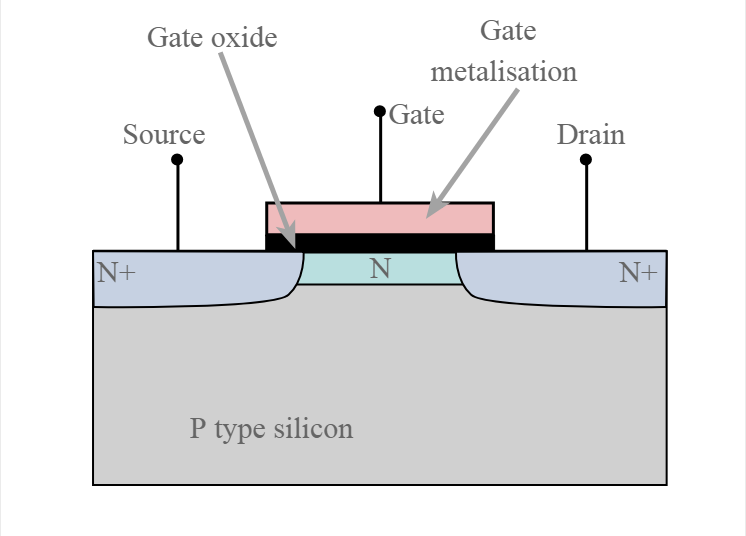 Gate oxide
Gate
metalisation
Gate
Source
Drain
N+
N
N+
P type silicon